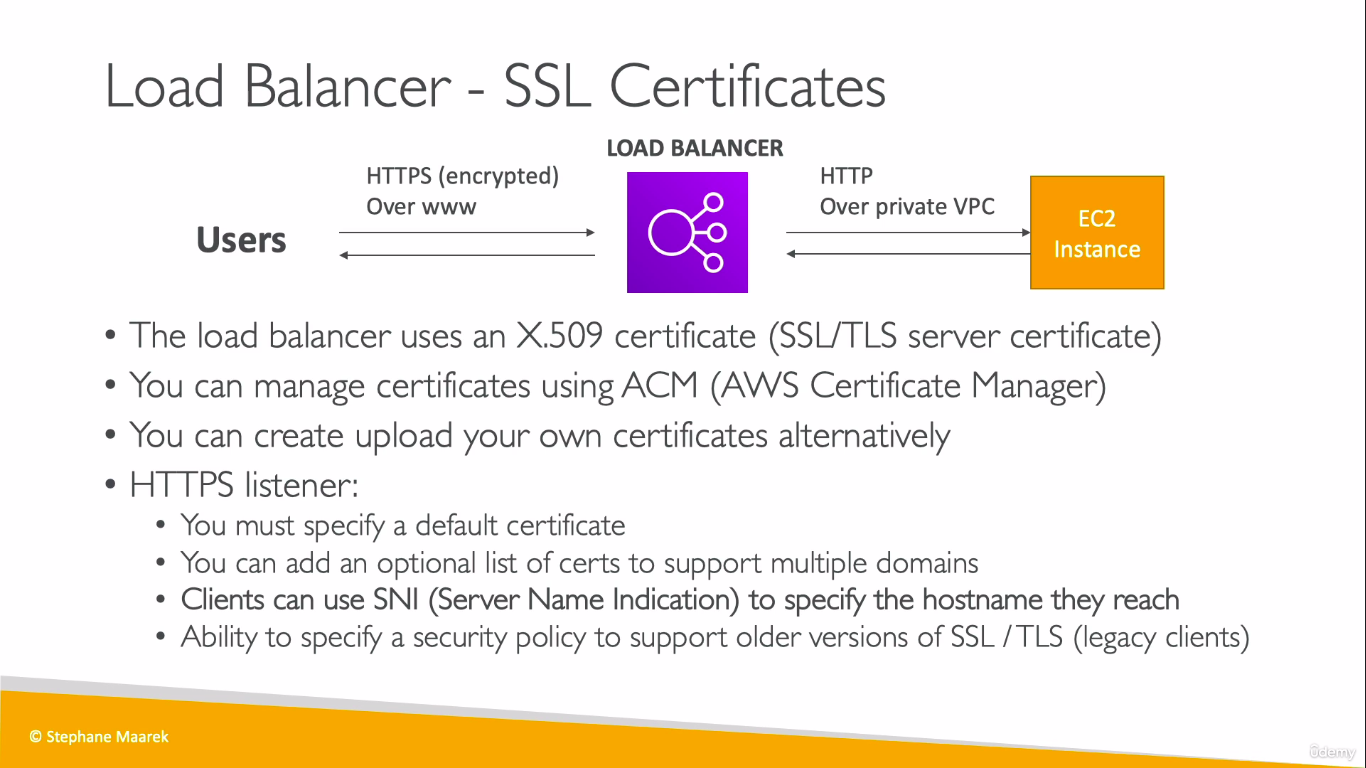 Load Balancer - SSL Certificates
LOAD BALANCER
HTTPS (encrypted)
Over www
HTTP
Over private VPC
Users
EC2
Instance
• The load balancer uses an X.509 certificate (SSL/TLS server certificate)
• You can manage certificates using ACM (AWS Certificate Manager)
• You can create upload your own certificates alternatively
• HTTPS listener:
• You must specify a default certificate
• You can add an optional list of certs to support multiple domains
• Clients can use SNI (Server Name Indication) to specify the hostname they reach
• Ability to specify a security policy to support older versions of SSL / TLS (legacy clients)
© Stephane Maarek
ûdemy